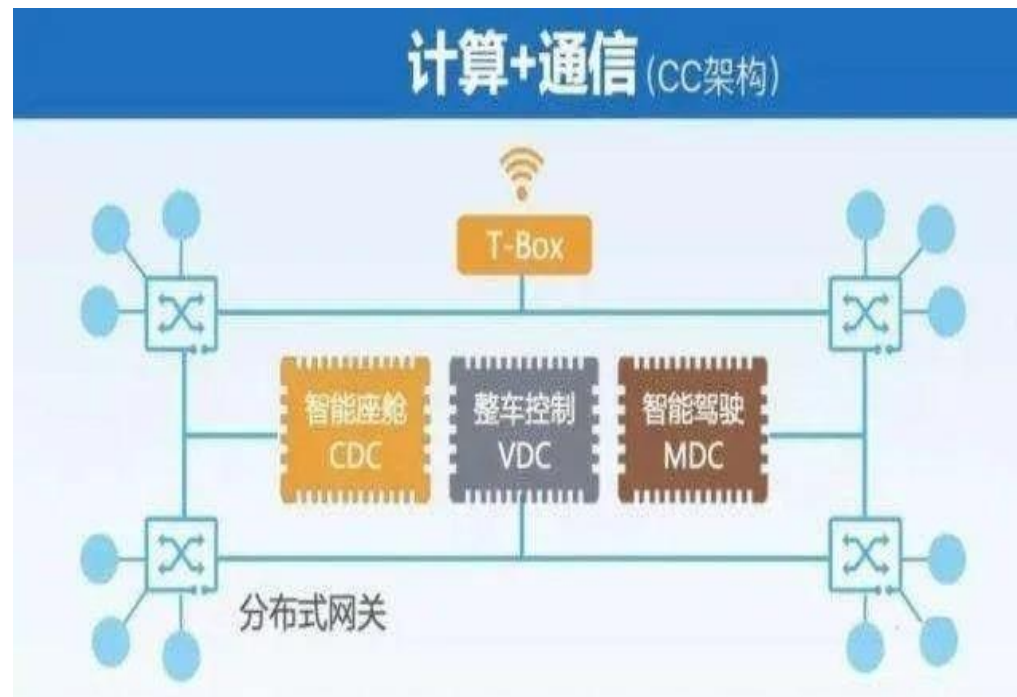 计算+通信(CC架构)
T-Box
智能座舱
CDC
整车控制
VDC
智能驾驶
MDC
分布式网关